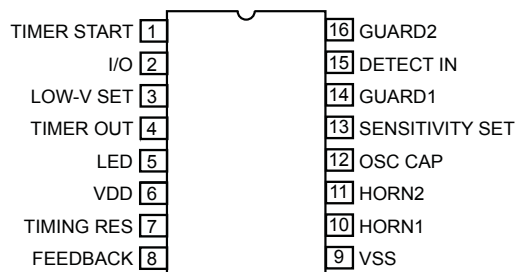 TIMER START 1 16 GUARD2
I/O 2 15 DETECT IN
LOW-V SET 3 14 GUARD1
TIMER OUT 4 13 SENSITIVITY SET
LED 5 12 OSC CAP
VDD 6 11 HORN2
TIMING RES 7 10 HORN1
FEEDBACK 8 9 VSS